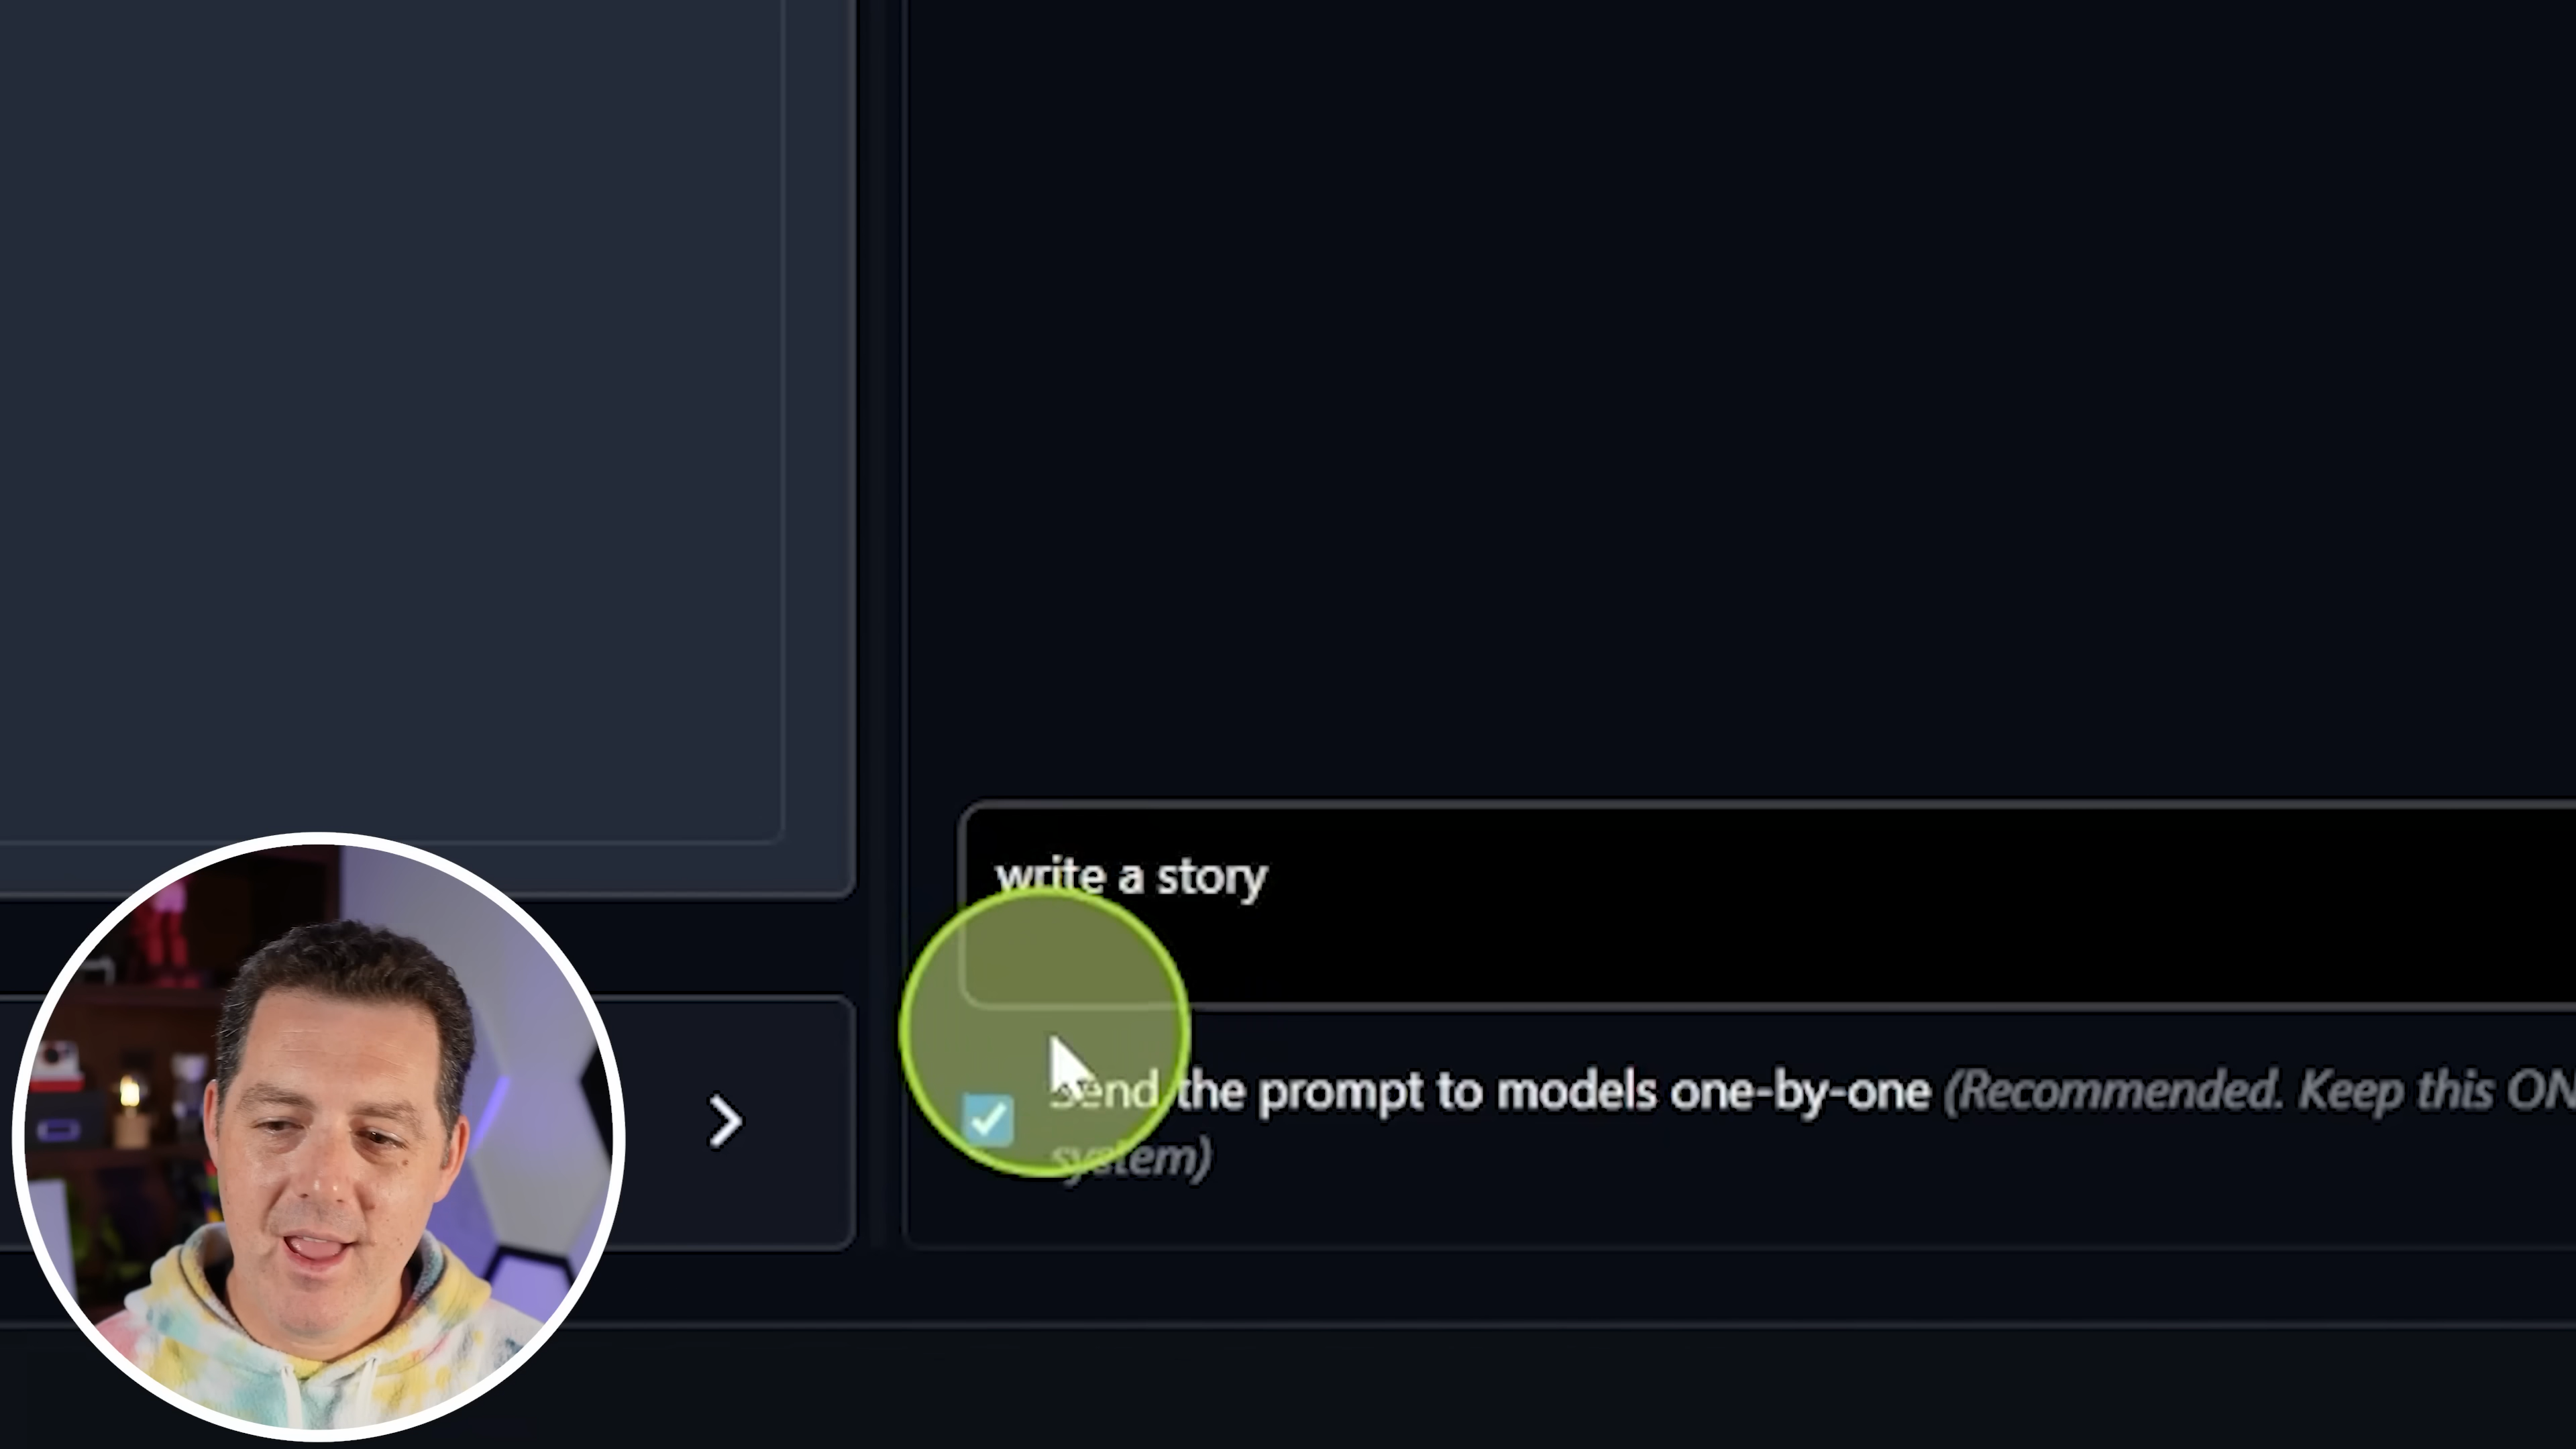 write a story
Send the prompt to models one-by-one (Recommended. Keep this ON
system)